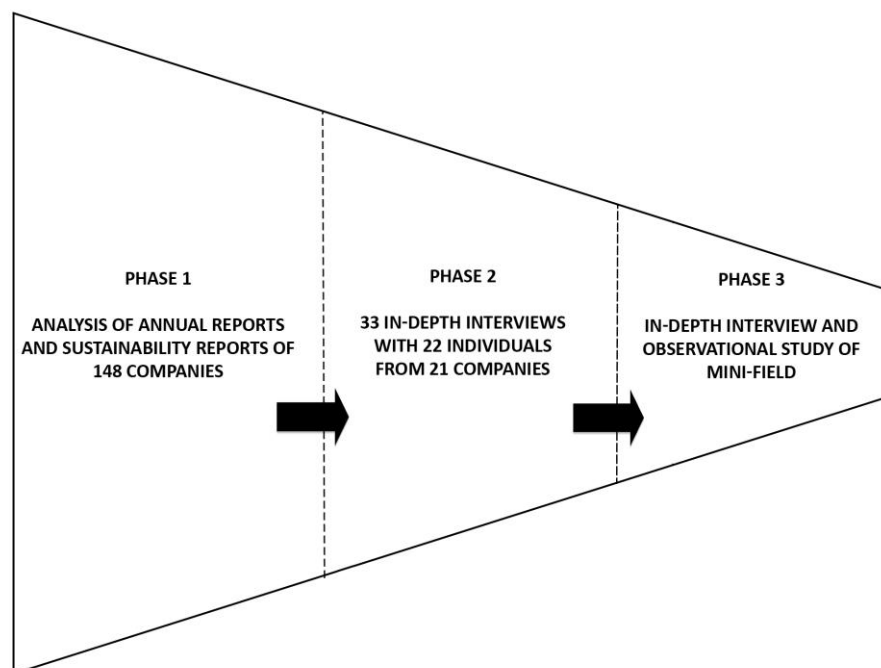 PHASE 1
ANALYSIS OF ANNUAL REPORTS
AND SUSTAINABILITY REPORTS OF
148 COMPANIES
PHASE 2
33 IN-DEPTH INTERVIEWS
WITH 22 INDIVIDUALS
FROM 21 COMPANIES
PHASE 3
IN-DEPTH INTERVIEW AND
OBSERVATIONAL STUDY OF
MINI-FIELD